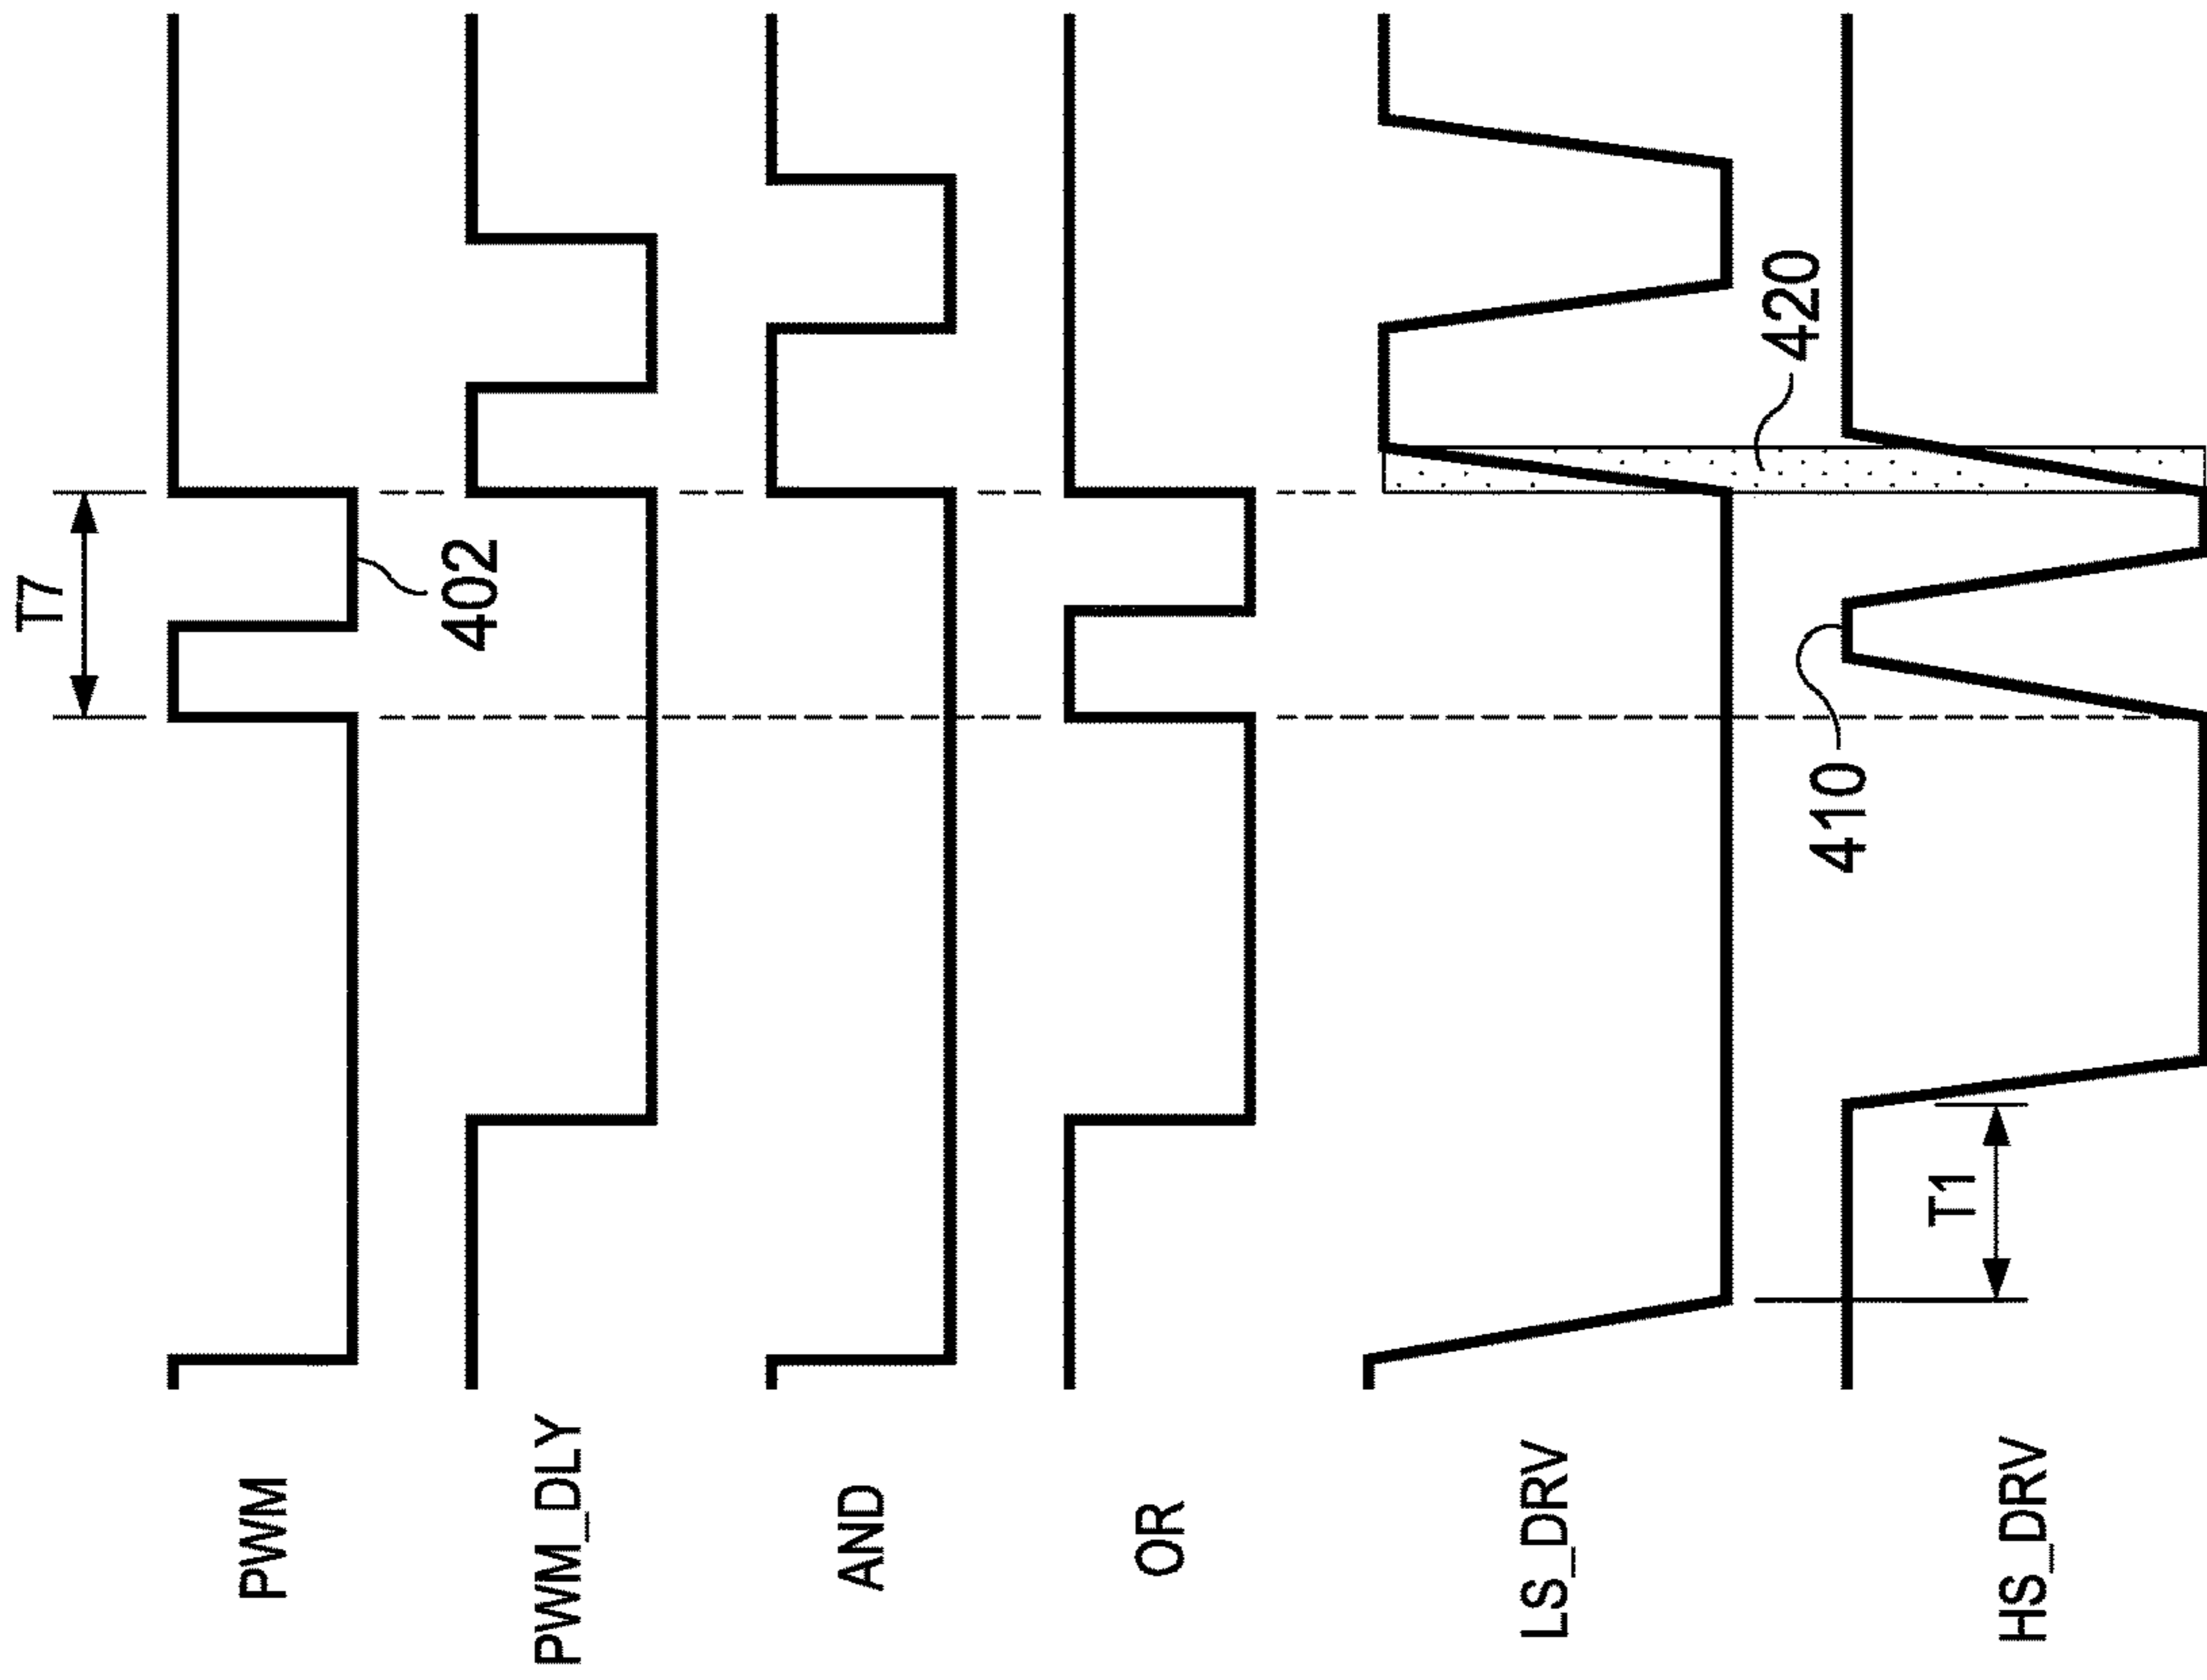 T7
PWM
402
PWM_DLY
AND
OR
LS_DRV
420
410
T1
HS_DRV